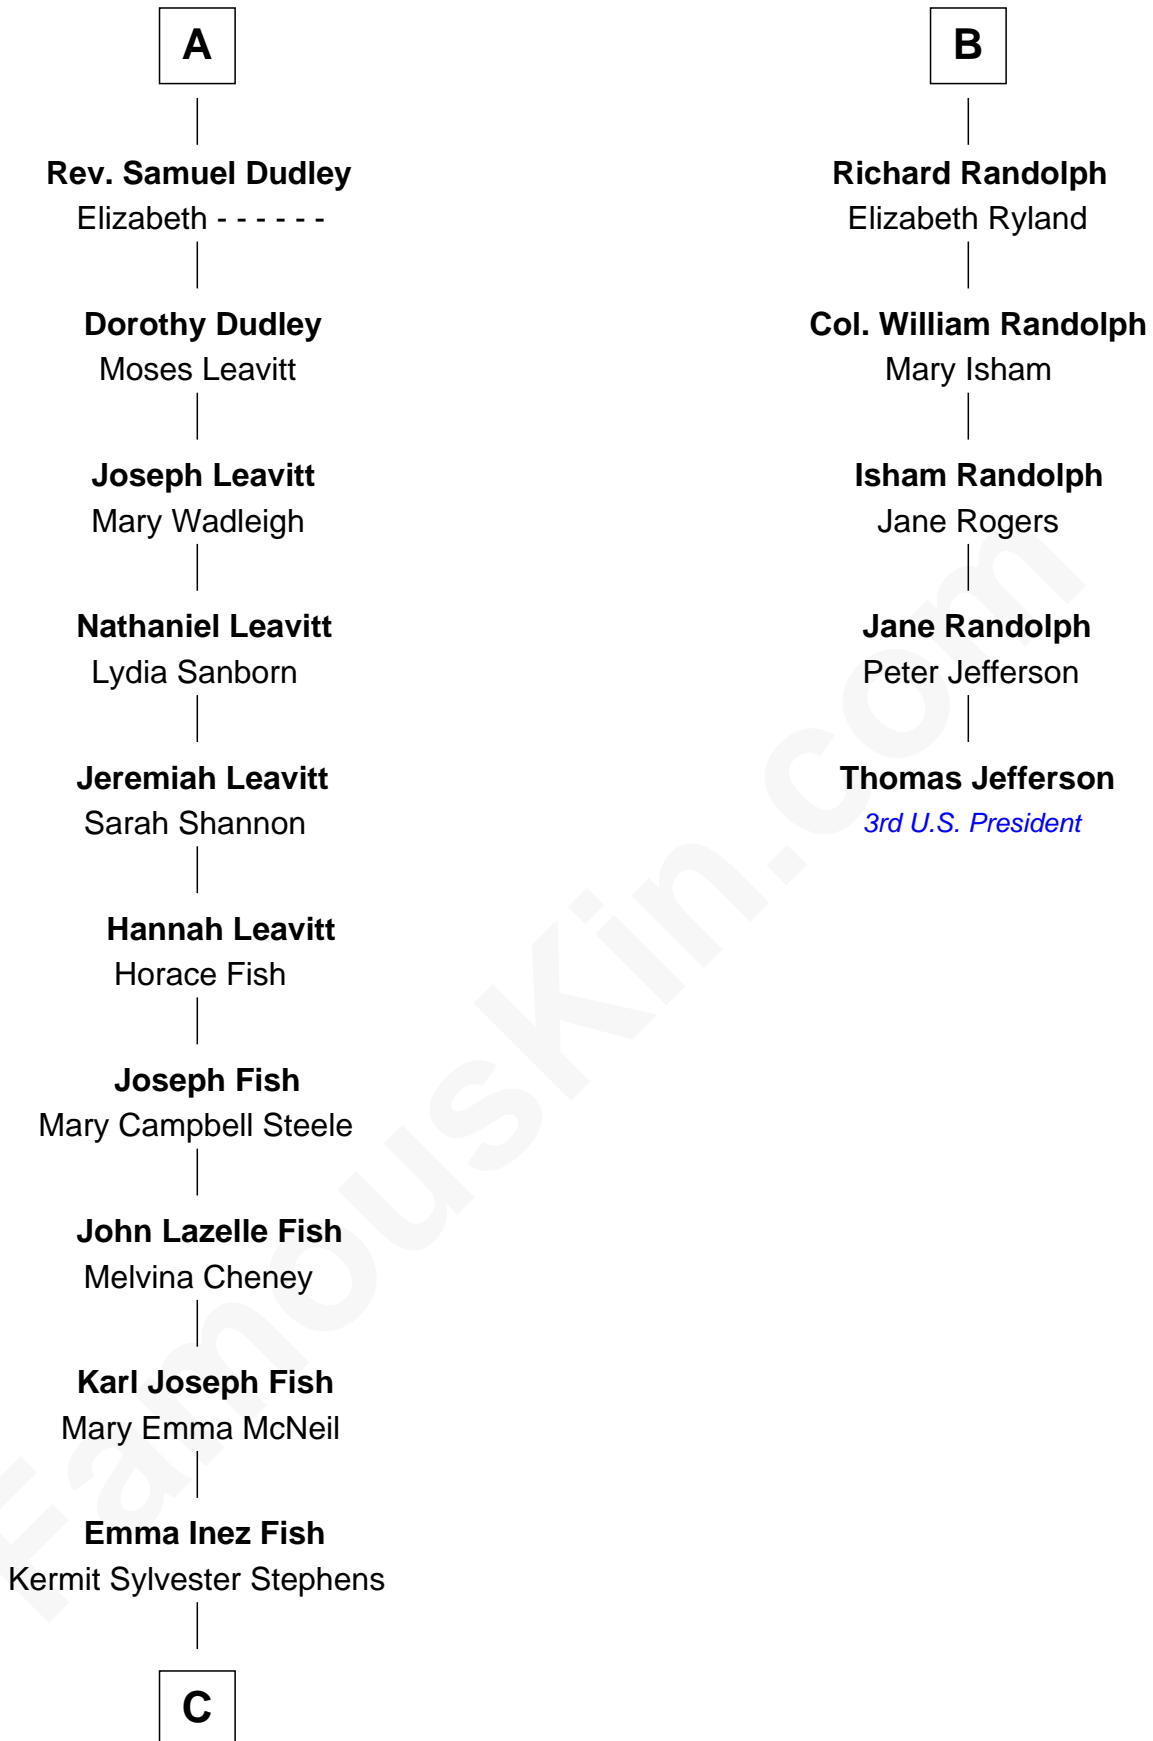 A
Rev. Samuel Dudley
Elizabeth - - - - - -
Dorothy Dudley
Moses Leavitt
Joseph Leavitt
Mary Wadleigh
Nathaniel Leavitt
Lydia Sanborn
Jeremiah Leavitt
Sarah Shannon
Hannah Leavitt
Horace Fish
Joseph Fish
Mary Campbell Steele
John Lazelle Fish
Melvina Cheney
Karl Joseph Fish
Mary Emma McNeil
Emma Inez Fish
Kermit Sylvester Stephens
C
B
Richard Randolph
Elizabeth Ryland
Col. William Randolph
Mary Isham
Isham Randolph
Jane Rogers
Jane Randolph
Peter Jefferson
Thomas Jefferson
3rd U.S. President
FamousKin.com